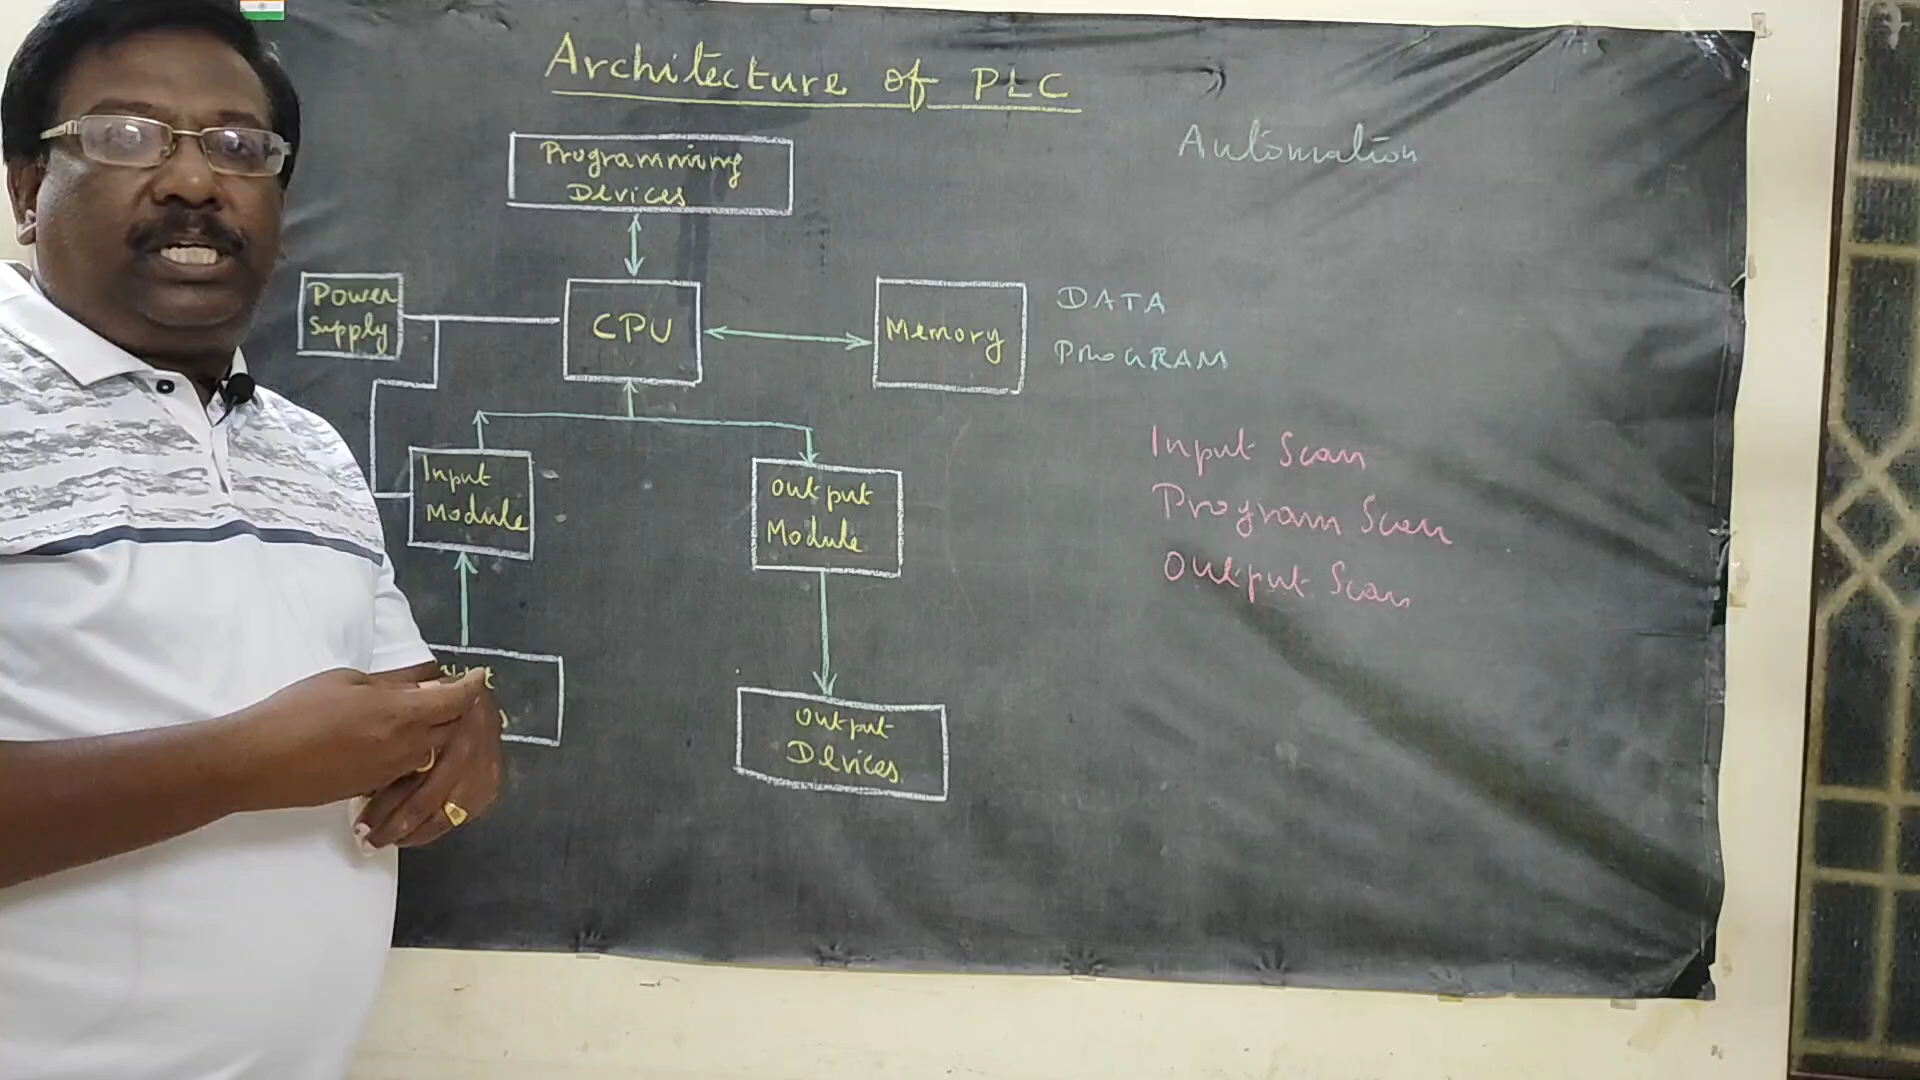 Architecture of PLC
Automation
Programming
Devices
Power
Supply
CPU
Memory
DATA
PROGRAM
Input
Module
Output
Module
Input Scan
Program Scan
Output Scan
Output
Devices